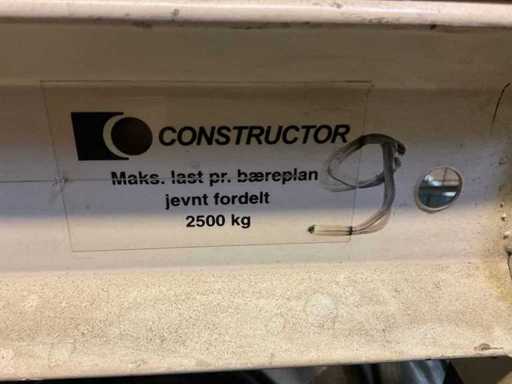 CONSTRUCTOR
Maks. last pr. bæreplan
jevnt fordelt
2500 kg